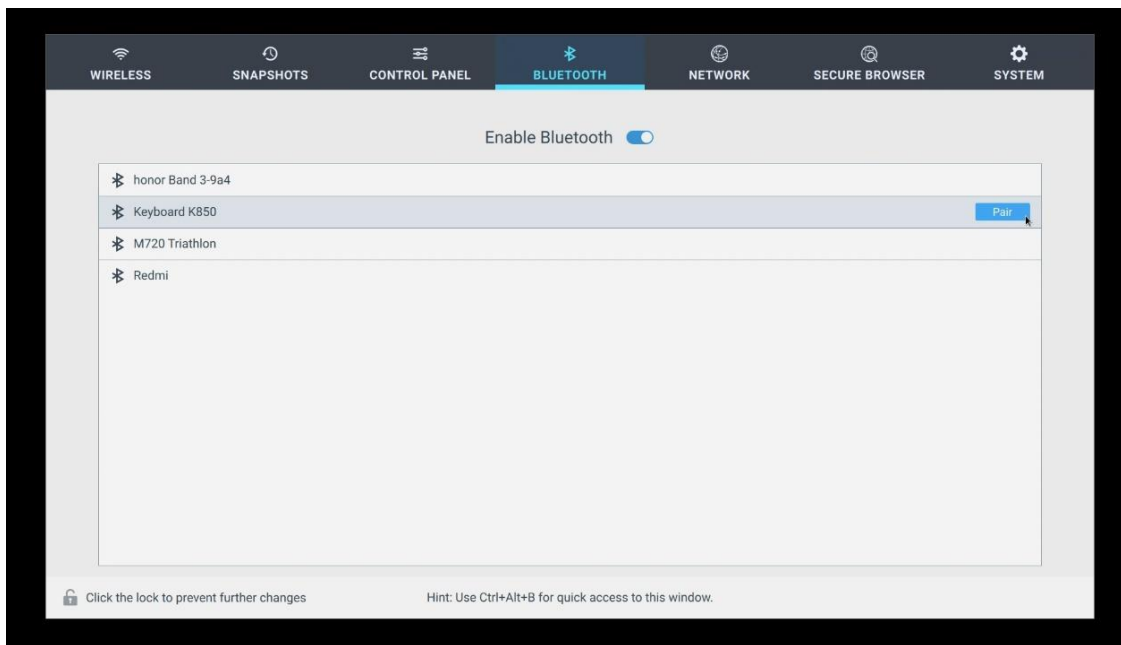 WIRELESS SNAPSHOTS CONTROL PANEL BLUETOOTH NETWORK SECURE BROWSER SYSTEM
Enable Bluetooth
honor Band 3-9a4
Keyboard K850 Pair
M720 Triathlon
Redmi
Click the lock to prevent further changes Hint: Use Ctrl+Alt+B for quick access to this window.